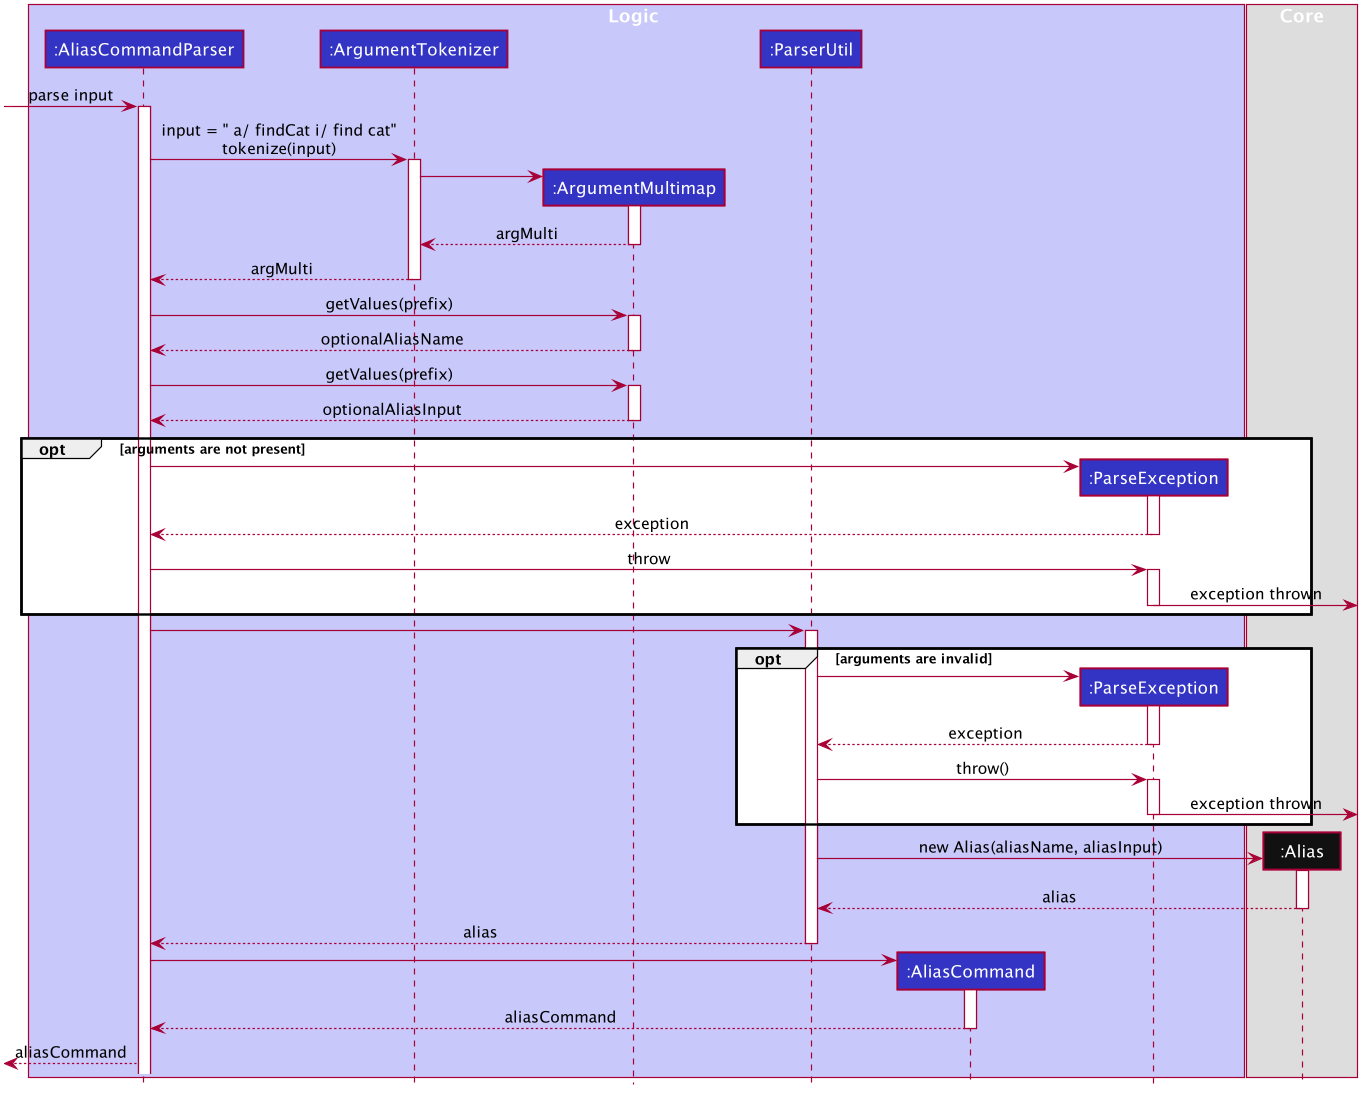 Logic
Core
:AliasCommandParser
:ArgumentTokenizer
:ParserUtil
parse input
input = " a/ findCat i/ find cat"
tokenize(input)
:ArgumentMultimap
argMulti
argMulti
getValues(prefix)
optionalAliasName
getValues(prefix)
optionalAliasInput
opt
[arguments are not present]
:ParseException
exception
throw
exception thrown
opt
[arguments are invalid]
:ParseException
exception
throw()
exception thrown
new Alias(aliasName, aliasInput)
:Alias
alias
alias
:AliasCommand
aliasCommand
aliasCommand